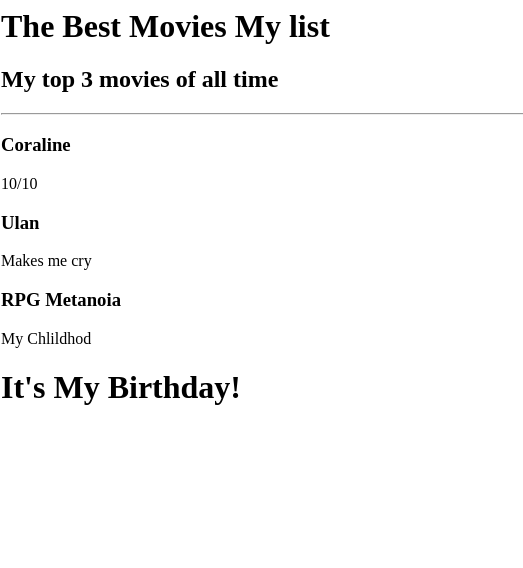 The Best Movies My list
My top 3 movies of all time
Coraline
10/10
Ulan
Makes me cry
RPG Metanoia
My Chlildhod
It's My Birthday!